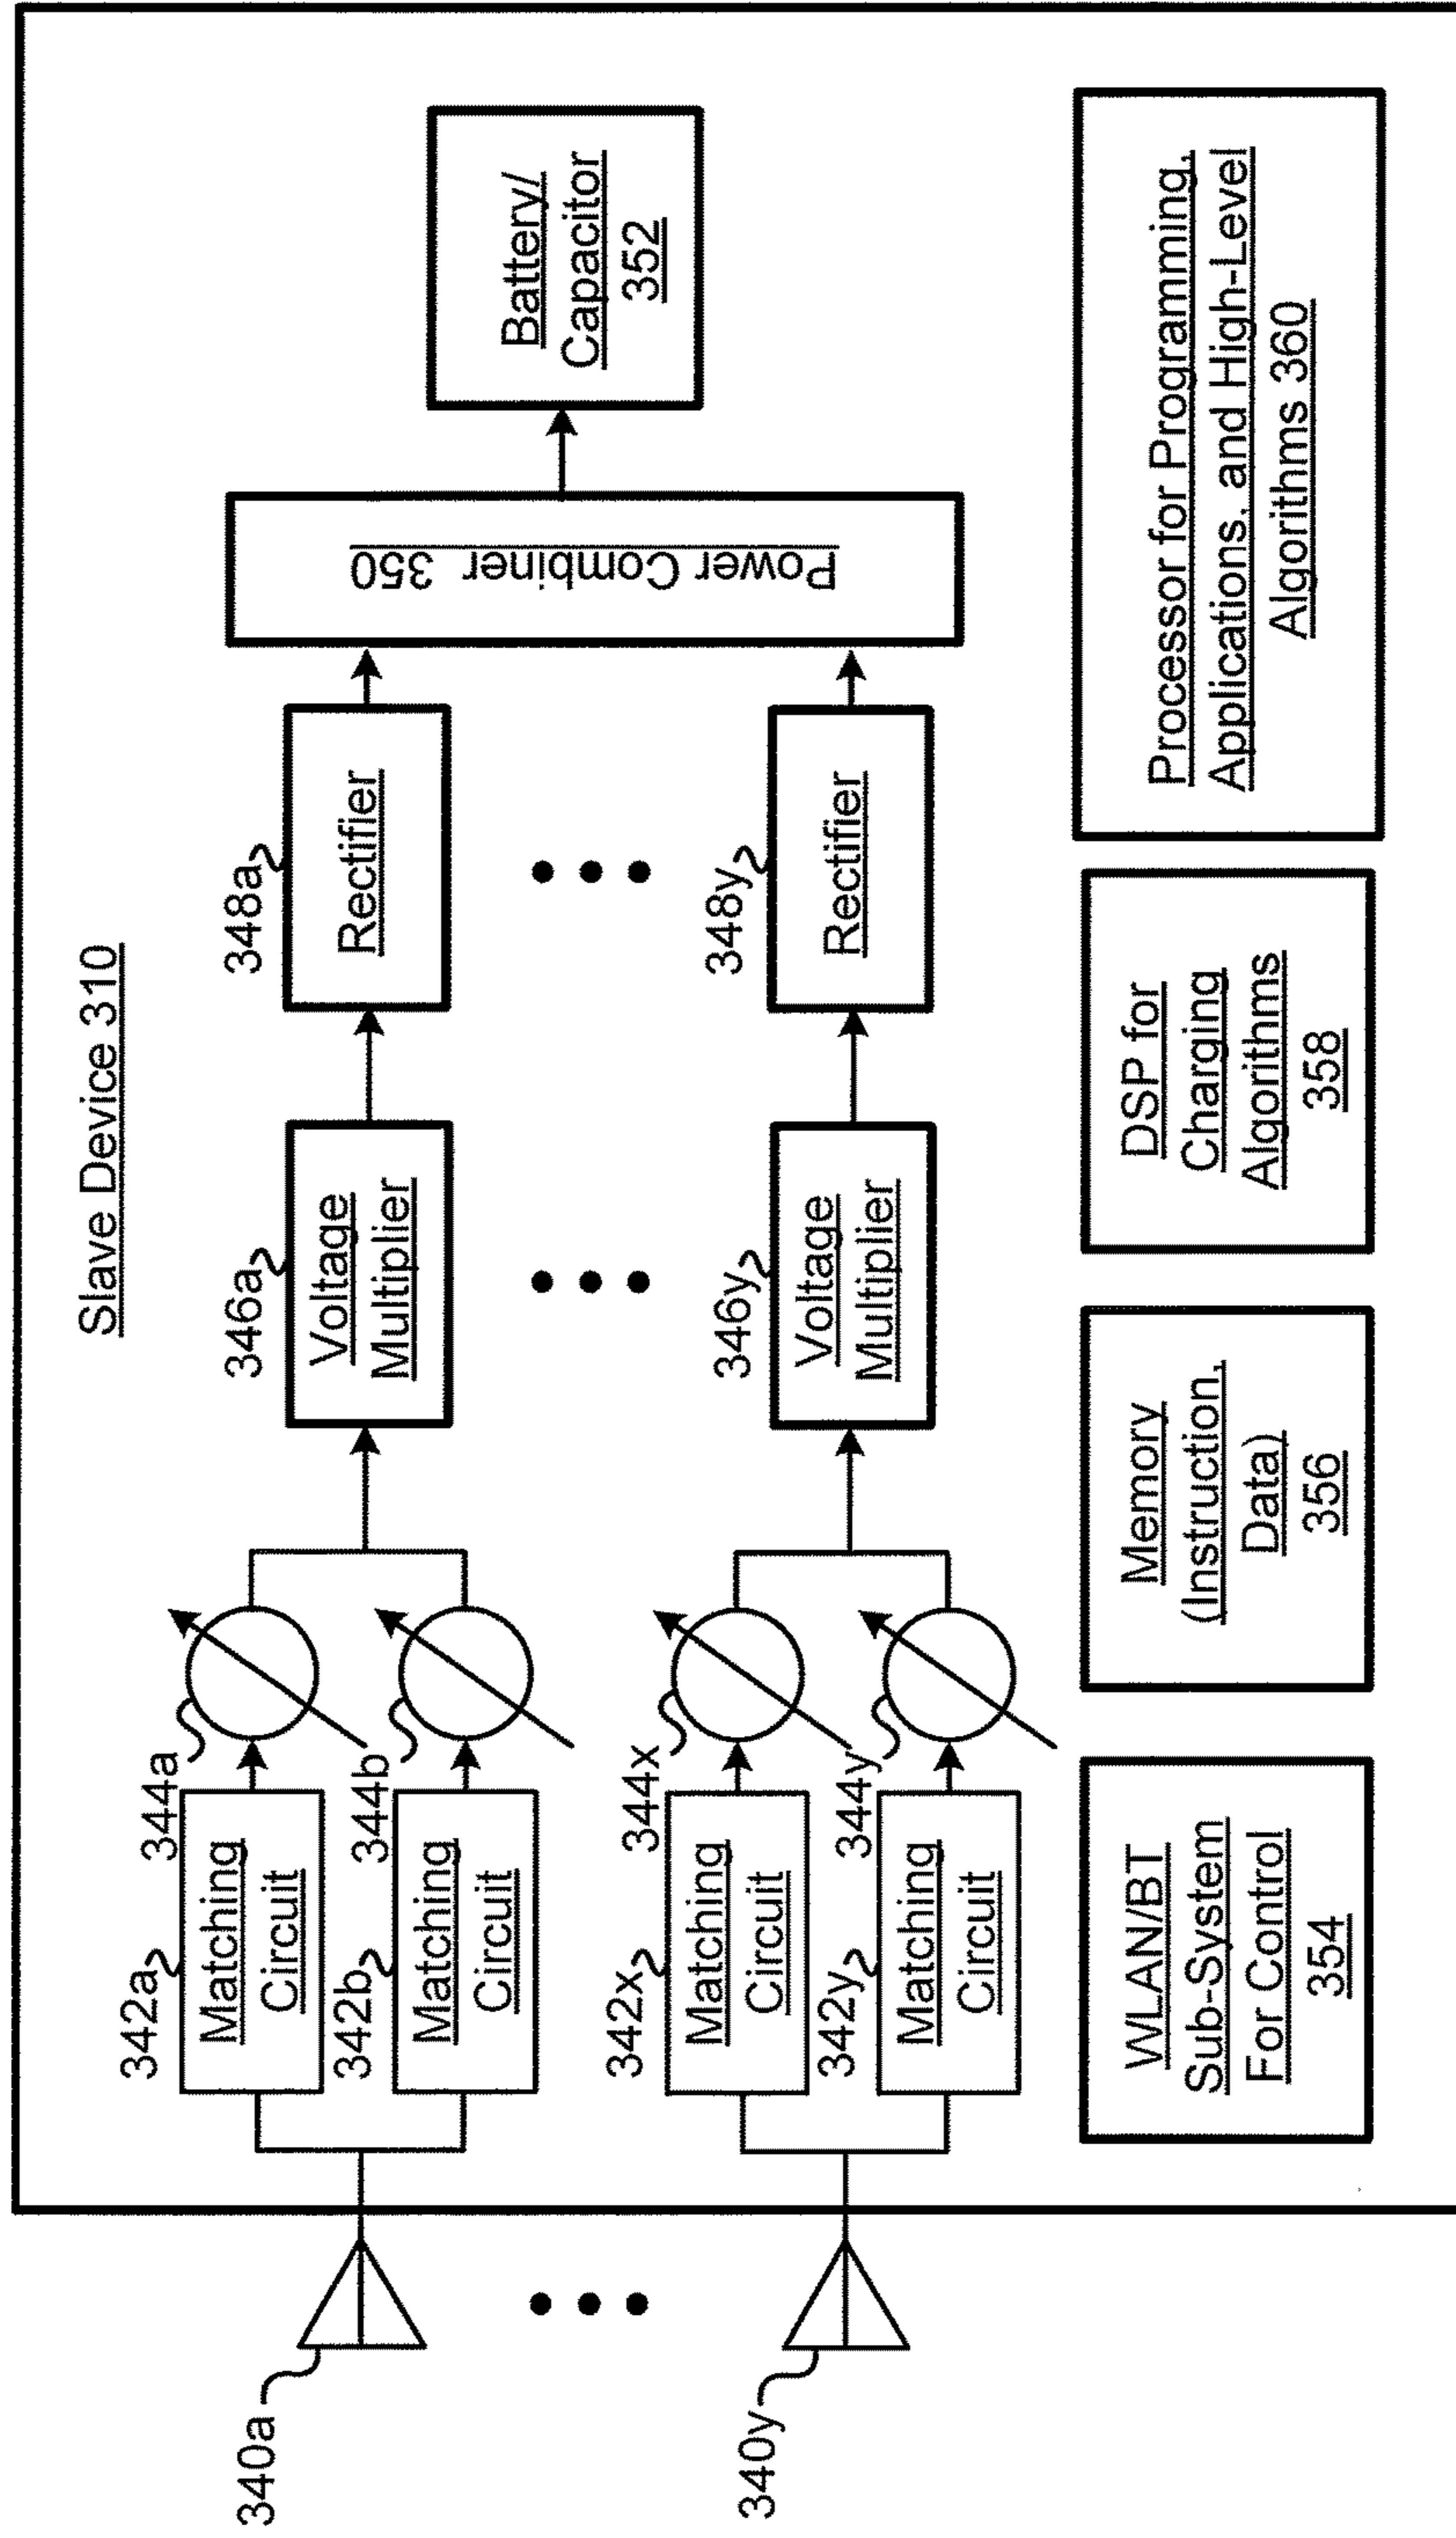 Slave Device 310
340a
342a
Matching
Circuit
344a
342b
Matching
Circuit
344b
346a
Voltage
Multiplier
348a
Rectifier
Power Combiner 350
Battery/
Capacitor
352
340y
342x
Matching
Circuit
344x
342y
Matching
Circuit
344y
346y
Voltage
Multiplier
348y
Rectifier
WLAN/BT
Sub-System
For Control
354
Memory
(Instruction,
Data)
356
DSP for
Charging
Algorithms
358
Processor for Programming,
Applications, and High-Level
Algorithms 360